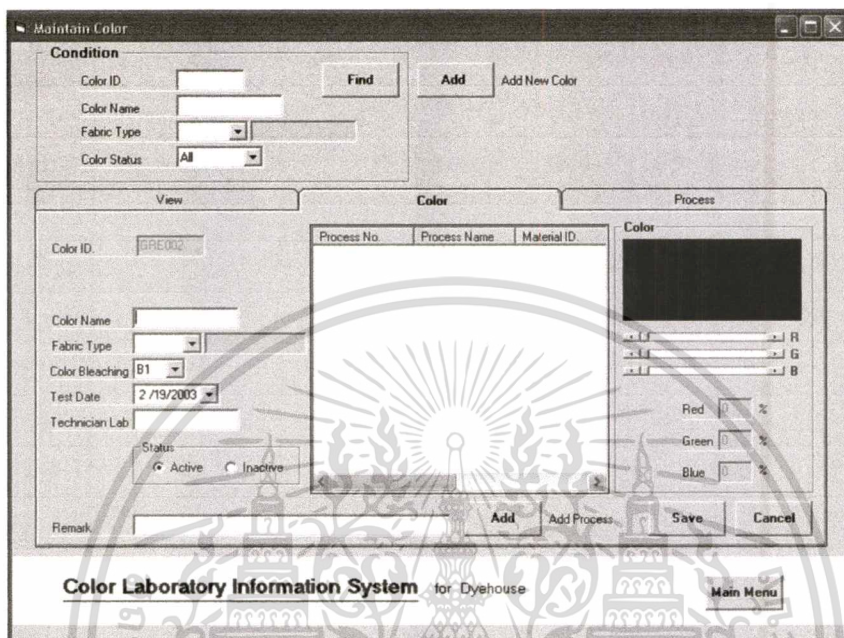 Maintain Color
Condition
Color ID.
Find
Add
Add New Color
Color Name
Fabric Type
Color Status
All
View
Color
Process
Color ID.
GRE002
Process No.
Process Name
Material ID.
Color
Color Name
Fabric Type
Color Bleaching
B1
Test Date
2 /19/2003
Technician Lab
Status
Active
Inactive
R
G
B
Red
0
%
Green
0
%
Blue
0
%
Remark
Add
Add Process
Save
Cancel
Color Laboratory Information System for Dyehouse
Main Menu